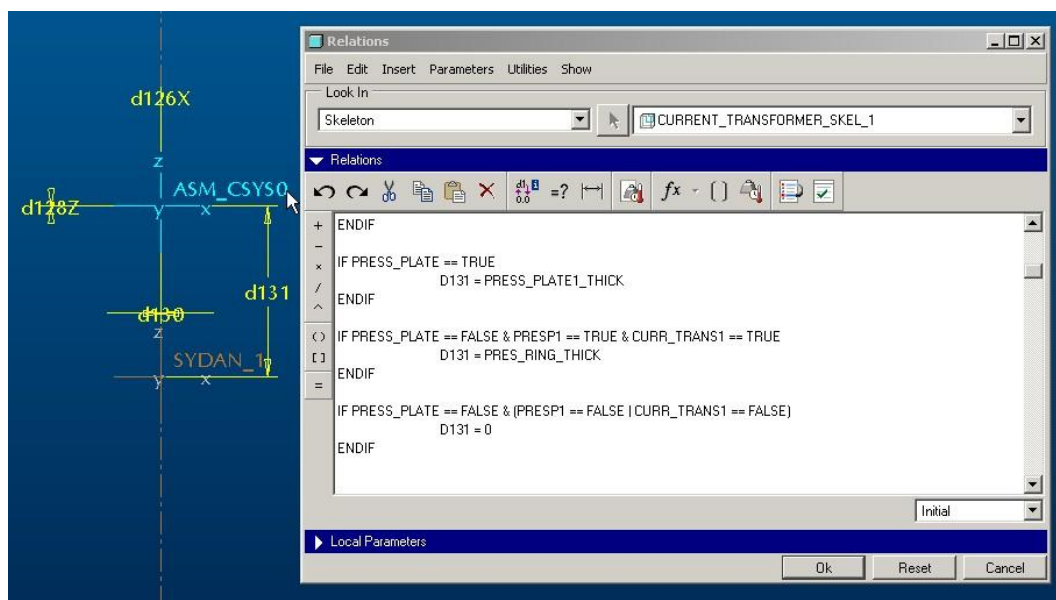 d126X
z
ASM_CSYS0
y
x
d128Z
d131
d130
z
SYDAN_1
y
x
Relations
File Edit Insert Parameters Utilities Show
Look In
Skeleton
CURRENT_TRANSFORMER_SKEL_1
Relations
=? fx ( )
+
-
×
/
^
()
[]
=
ENDIF
IF PRESS_PLATE == TRUE
D131 = PRESS_PLATE1_THICK
ENDIF
IF PRESS_PLATE == FALSE & PRESP1 == TRUE & CURR_TRANS1 == TRUE
D131 = PRES_RING_THICK
ENDIF
IF PRESS_PLATE == FALSE & (PRESP1 == FALSE | CURR_TRANS1 == FALSE)
D131 = 0
ENDIF
Initial
Local Parameters
Ok Reset Cancel